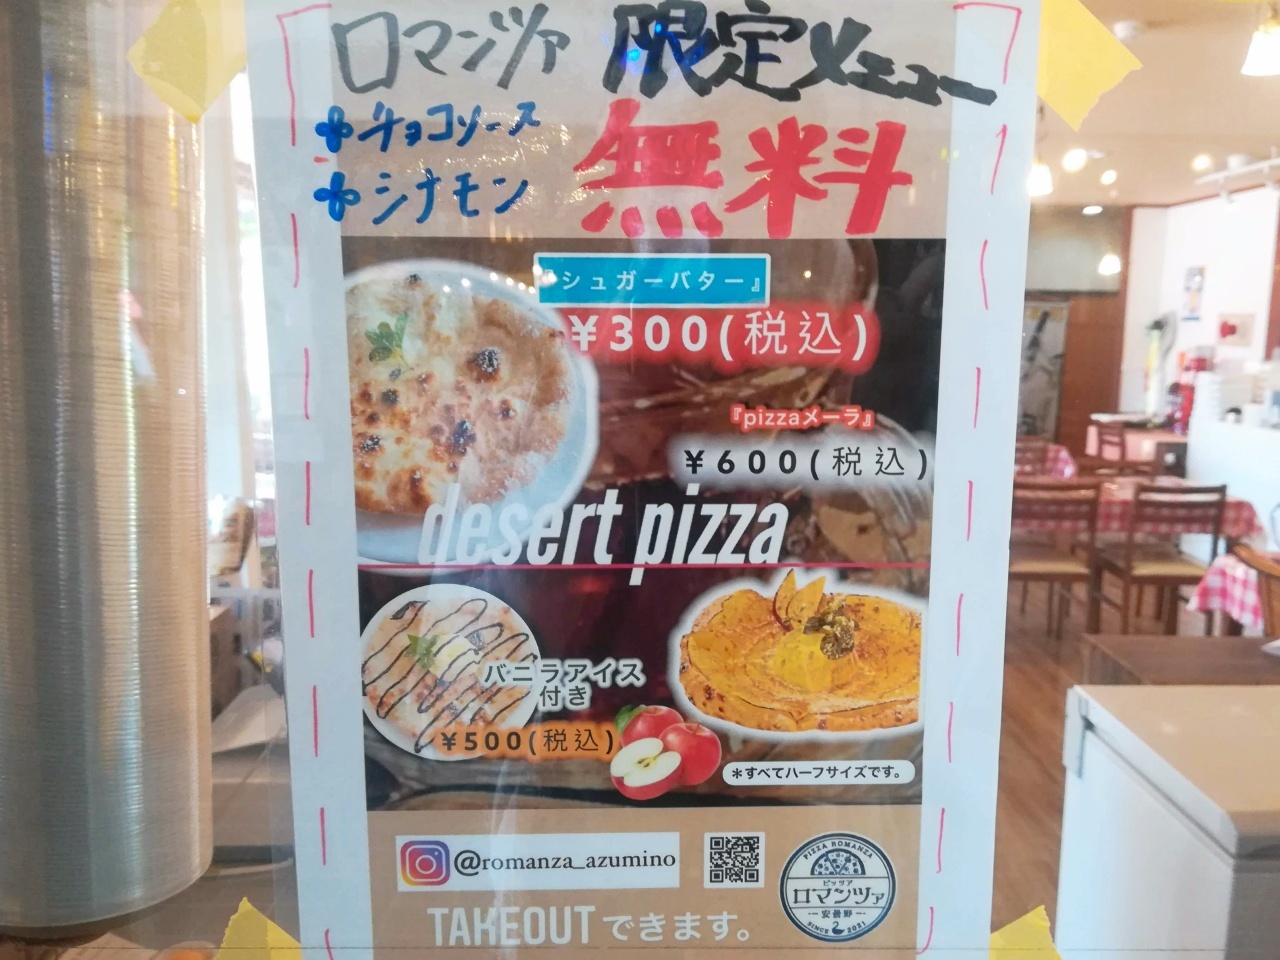 ロマンツァ 限定メニュー
チョコソース
シナモン
無料
『シュガーバター』
¥300(税込)
『pizzaメーラ』
¥600(税込)
desert pizza
バニラアイス
付き
¥500(税込)
*すべてハーフサイズです。
@romanza_azumino
PIZZA ROMANZA
ピッツア
ロマンツァ
安曇野
SINCE 2021
TAKEOUTできます。